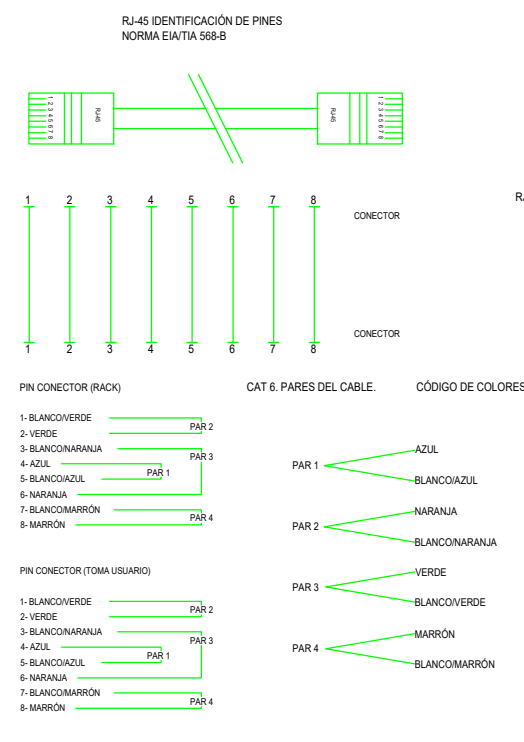 RJ-45 IDENTIFICACIÓN DE PINES
NORMA EIA/TIA 568-B
1 2 3 4 5 6 7 8
RJ-45
RJ-45
1 2 3 4 5 6 7 8
1 2 3 4 5 6 7 8
CONECTOR
CONECTOR
1 2 3 4 5 6 7 8
PIN CONECTOR (RACK)
1- BLANCO/VERDE
2- VERDE
3- BLANCO/NARANJA
4- AZUL
5- BLANCO/AZUL
6- NARANJA
7- BLANCO/MARRÓN
8- MARRÓN
PAR 2
PAR 3
PAR 1
PAR 4
PIN CONECTOR (TOMA USUARIO)
1- BLANCO/VERDE
2- VERDE
3- BLANCO/NARANJA
4- AZUL
5- BLANCO/AZUL
6- NARANJA
7- BLANCO/MARRÓN
8- MARRÓN
PAR 2
PAR 3
PAR 1
PAR 4
CAT 6. PARES DEL CABLE.
CÓDIGO DE COLORES
PAR 1
AZUL
BLANCO/AZUL
PAR 2
NARANJA
BLANCO/NARANJA
PAR 3
VERDE
BLANCO/VERDE
PAR 4
MARRÓN
BLANCO/MARRÓN